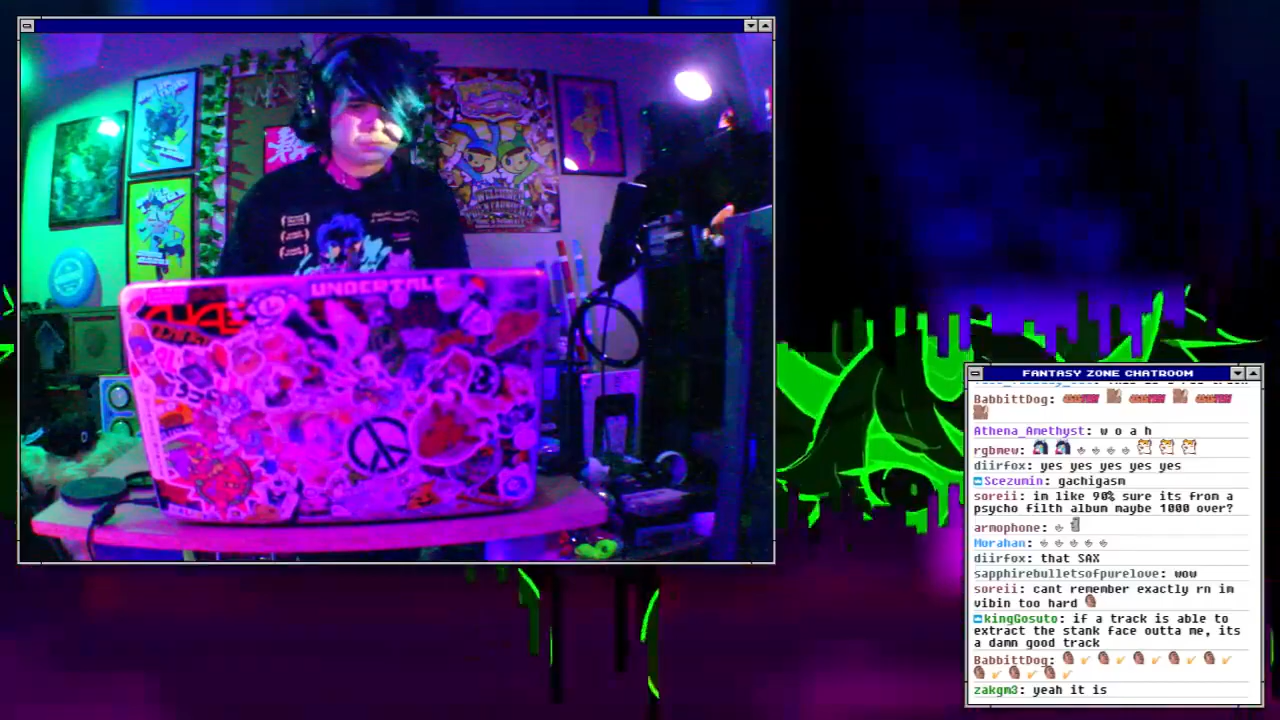 UNDERTALE
FANTASY ZONE CHATROOM
BabbittDog:
Athena_Amethyst: w o a h
rgbmew:
diirfox: yes yes yes yes yes
Scezumin: gachigasm
soreii: im like 90% sure its from a
psycho filth album maybe 1000 over?
armophone:
Morahan:
diirfox: that SAX
sapphirebulletsofpurelove: wow
soreii: cant remember exactly rn im
vibin too hard
kingGosuto: if a track is able to
extract the stank face outta me, its
a damn good track
BabbittDog:
zakgm3: yeah it is